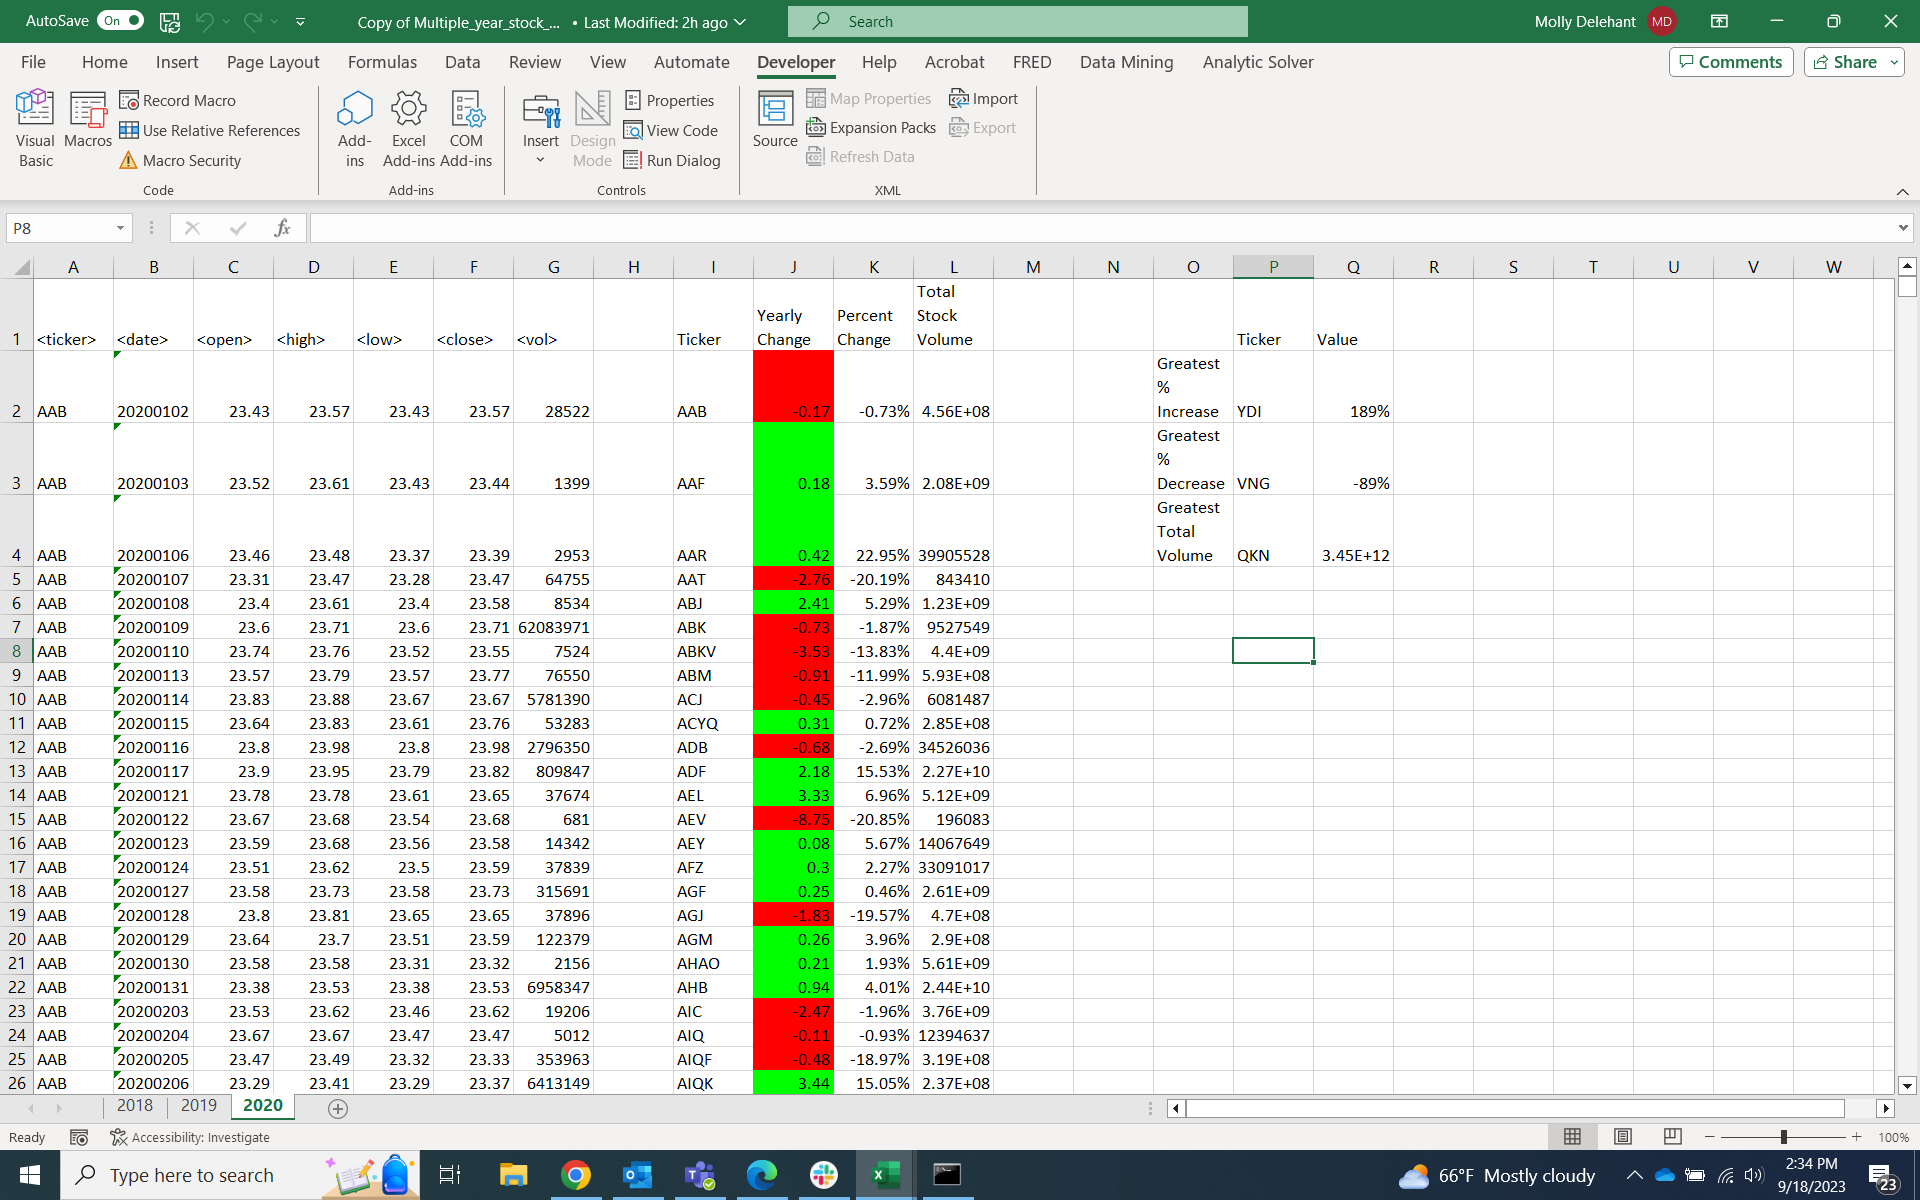 AutoSave On Copy of Multiple_year_stock_... • Last Modified: 2h ago Search Molly Delehant MD
File Home Insert Page Layout Formulas Data Review View Automate Developer Help Acrobat FRED Data Mining Analytic Solver Comments Share
Visual Basic
Macros
Record Macro
Use Relative References
Macro Security
Code
Add-ins
Excel Add-ins
COM Add-ins
Add-ins
Insert
Design Mode
Properties
View Code
Run Dialog
Controls
Source
Map Properties
Expansion Packs
Refresh Data
Import
Export
XML
P8 fx
A B C D E F G H I J K L M N O P Q R S T U V W
1 <ticker> <date> <open> <high> <low> <close> <vol> Ticker Yearly Change Percent Change Total Stock Volume Ticker Value
2 AAB 20200102 23.43 23.57 23.43 23.57 28522 AAB -0.17 -0.73% 4.56E+08 Greatest % Increase YDI 189%
3 AAB 20200103 23.52 23.61 23.43 23.44 1399 AAF 0.18 3.59% 2.08E+09 Greatest % Decrease VNG -89%
4 AAB 20200106 23.46 23.48 23.37 23.39 2953 AAR 0.42 22.95% 39905528 Greatest Total Volume QKN 3.45E+12
5 AAB 20200107 23.31 23.47 23.28 23.47 64755 AAT -2.76 -20.19% 843410
6 AAB 20200108 23.4 23.61 23.4 23.58 8534 ABJ 2.41 5.29% 1.23E+09
7 AAB 20200109 23.6 23.71 23.6 23.71 62083971 ABK -0.73 -1.87% 9527549
8 AAB 20200110 23.74 23.76 23.52 23.55 7524 ABKV -3.53 -13.83% 4.4E+09
9 AAB 20200113 23.57 23.79 23.57 23.77 76550 ABM -0.91 -11.99% 5.93E+08
10 AAB 20200114 23.83 23.88 23.67 23.67 5781390 ACJ -0.45 -2.96% 6081487
11 AAB 20200115 23.64 23.83 23.61 23.76 53283 ACYQ 0.31 0.72% 2.85E+08
12 AAB 20200116 23.8 23.98 23.8 23.98 2796350 ADB -0.68 -2.69% 34526036
13 AAB 20200117 23.9 23.95 23.79 23.82 809847 ADF 2.18 15.53% 2.27E+10
14 AAB 20200121 23.78 23.78 23.61 23.65 37674 AEL 3.33 6.96% 5.12E+09
15 AAB 20200122 23.67 23.68 23.54 23.68 681 AEV -8.75 -20.85% 196083
16 AAB 20200123 23.59 23.68 23.56 23.58 14342 AEY 0.08 5.67% 14067649
17 AAB 20200124 23.51 23.62 23.5 23.59 37839 AFZ 0.3 2.27% 33091017
18 AAB 20200127 23.58 23.73 23.58 23.73 315691 AGF 0.25 0.46% 2.61E+09
19 AAB 20200128 23.8 23.81 23.65 23.65 37896 AGJ -1.83 -19.57% 4.7E+08
20 AAB 20200129 23.64 23.7 23.51 23.59 122379 AGM 0.26 3.96% 2.9E+08
21 AAB 20200130 23.58 23.58 23.31 23.32 2156 AHAO 0.21 1.93% 5.61E+09
22 AAB 20200131 23.38 23.53 23.38 23.53 6958347 AHB 0.94 4.01% 2.44E+10
23 AAB 20200203 23.53 23.62 23.46 23.62 19206 AIC -2.47 -1.96% 3.76E+09
24 AAB 20200204 23.67 23.67 23.47 23.47 5012 AIQ -0.11 -0.93% 12394637
25 AAB 20200205 23.47 23.49 23.32 23.33 353963 AIQF -0.48 -18.97% 3.19E+08
26 AAB 20200206 23.29 23.41 23.29 23.37 6413149 AIQK 3.44 15.05% 2.37E+08
2018 2019 2020
Ready Accessibility: Investigate 100%
Type here to search 66°F Mostly cloudy 2:34 PM
9/18/2023 23